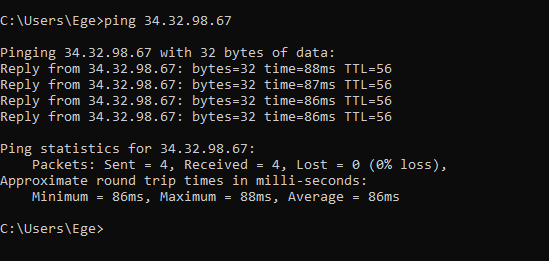 C:\Users\Ege>ping 34.32.98.67
Pinging 34.32.98.67 with 32 bytes of data:
Reply from 34.32.98.67: bytes=32 time=88ms TTL=56
Reply from 34.32.98.67: bytes=32 time=87ms TTL=56
Reply from 34.32.98.67: bytes=32 time=86ms TTL=56
Reply from 34.32.98.67: bytes=32 time=86ms TTL=56
Ping statistics for 34.32.98.67:
    Packets: Sent = 4, Received = 4, Lost = 0 (0% loss),
Approximate round trip times in milli-seconds:
    Minimum = 86ms, Maximum = 88ms, Average = 86ms
C:\Users\Ege>